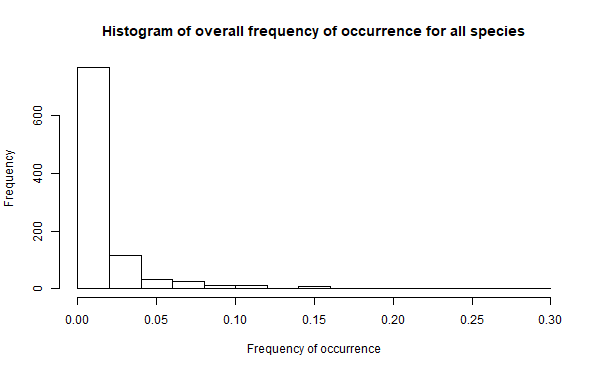 Histogram of overall frequency of occurrence for all species
Frequency
600
400
200
0
0.00 0.05 0.10 0.15 0.20 0.25 0.30
Frequency of occurrence